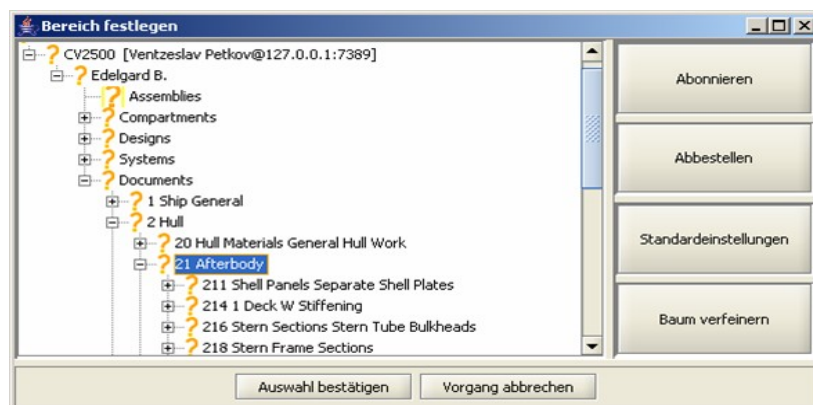 Bereich festlegen
CV2500 [Ventzeslav Petkov@127.0.0.1:7389]
Edelgard B.
Assemblies
Compartments
Designs
Systems
Documents
1 Ship General
2 Hull
20 Hull Materials General Hull Work
21 Afterbody
211 Shell Panels Separate Shell Plates
214 1 Deck W Stiffening
216 Stern Sections Stern Tube Bulkheads
218 Stern Frame Sections
Abonnieren
Abbestellen
Standardeinstellungen
Baum verfeinern
Auswahl bestätigen
Vorgang abbrechen